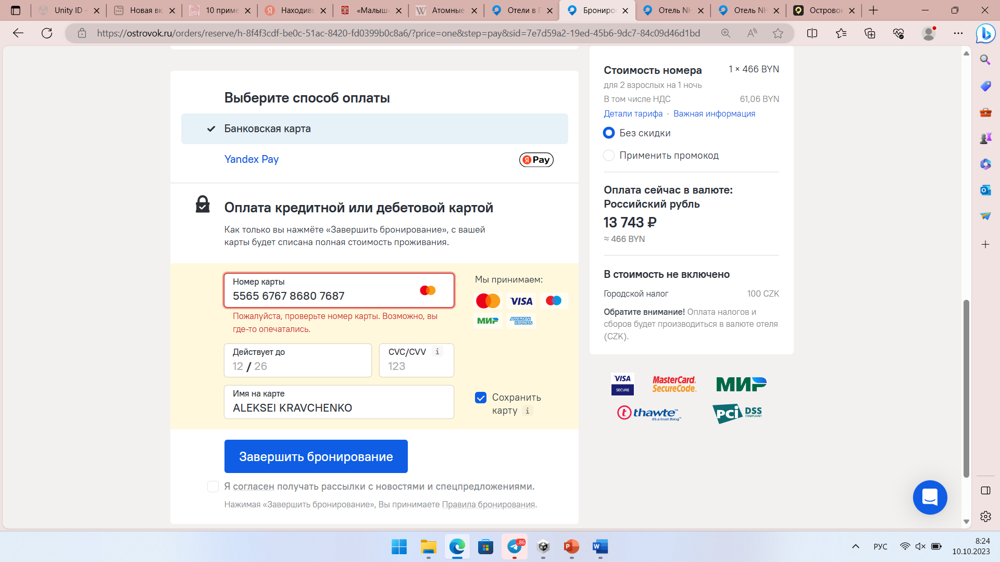 Unity ID -
Новая вк
10 приме
Находивш
«Малыш»
Атомные
Отели в П
Брониро
Отель NH
Отель NH
Островок
https://ostrovok.ru/orders/reserve/h-8f4f3cdf-be0c-51ac-8420-fd0399b0c8a6/?price=one&step=pay&sid=7e7d59a2-19ed-45b6-9dc7-84c09d46d1bd
Выберите способ оплаты
Банковская карта
Yandex Pay
Я Pay
Оплата кредитной или дебетовой картой
Как только вы нажмёте «Завершить бронирование», с вашей
карты будет списана полная стоимость проживания.
Номер карты
5565 6767 8680 7687
Пожалуйста, проверьте номер карты. Возможно, вы
где-то опечатались.
Мы принимаем:
VISA
МИР
AMERICAN EXPRESS
Действует до
12 / 26
CVC/CVV i
123
Имя на карте
ALEKSEI KRAVCHENKO
Сохранить
карту i
Завершить бронирование
Я согласен получать рассылки с новостями и спецпредложениями.
Нажимая «Завершить бронирование», Вы принимаете Правила бронирования.
Стоимость номера 1 × 466 BYN
для 2 взрослых на 1 ночь
В том числе НДС 61,06 BYN
Детали тарифа · Важная информация
Без скидки
Применить промокод
Оплата сейчас в валюте:
Российский рубль
13 743 ₽
≈ 466 BYN
В стоимость не включено
Городской налог 100 CZK
Обратите внимание! Оплата налогов и
сборов будет производиться в валюте отеля
(CZK).
VISA
SECURE
MasterCard.
SecureCode.
МИР
thawte™
it's a trust thing™
PCI DSS
COMPLIANT
86
РУС
8:24
10.10.2023